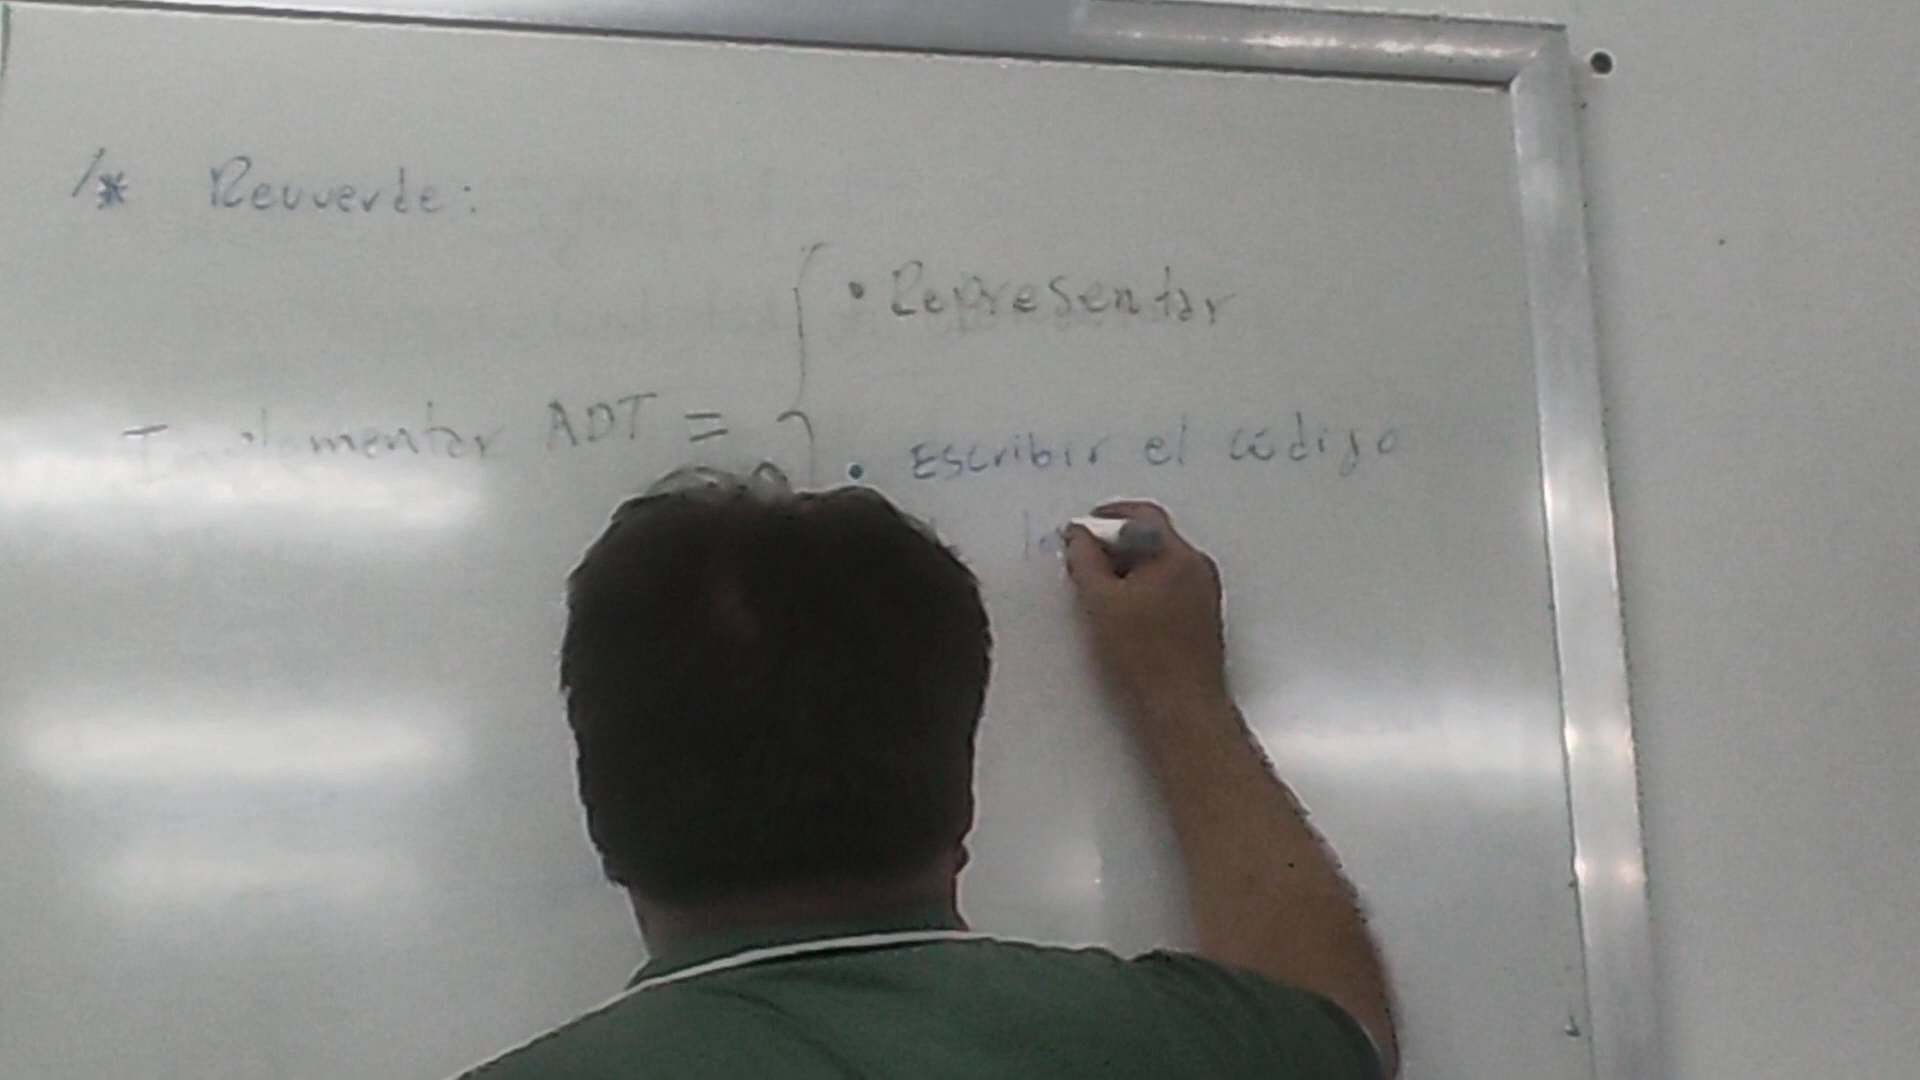 /* Recuerde:
• Representar
Implementar ADT =
• Escribir el código